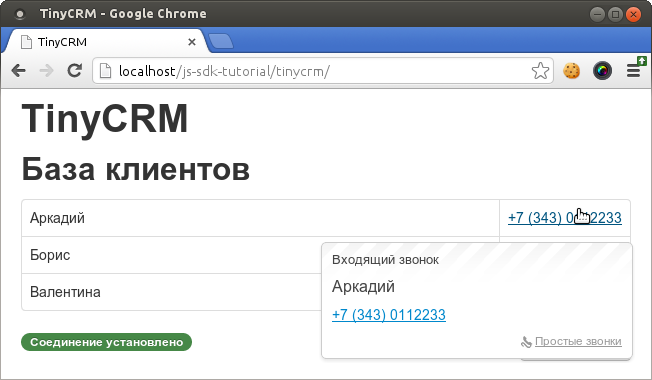 TinyCRM - Google Chrome
TinyCRM
localhost/js-sdk-tutorial/tinycrm/
TinyCRM
База клиентов
Аркадий
+7 (343) 0112233
Борис
Валентина
Входящий звонок
Аркадий
+7 (343) 0112233
Простые звонки
Соединение установлено